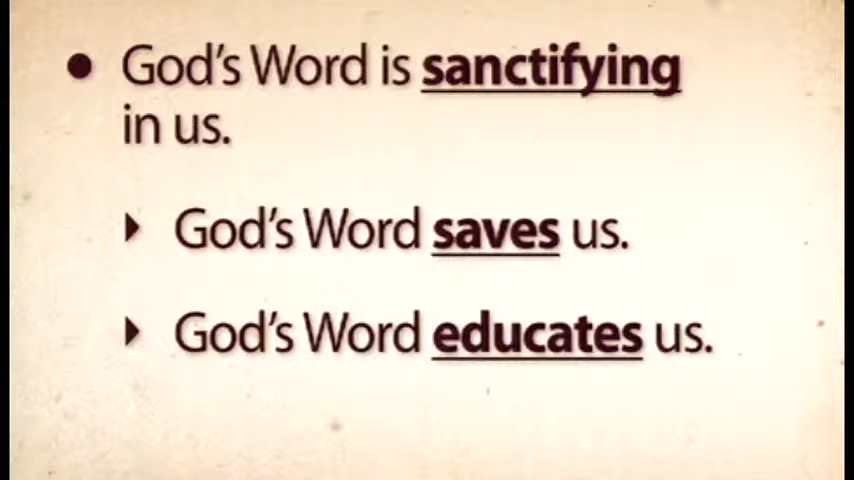 ● God's Word is sanctifying
in us.
▶ God's Word saves us.
▶ God's Word educates us.